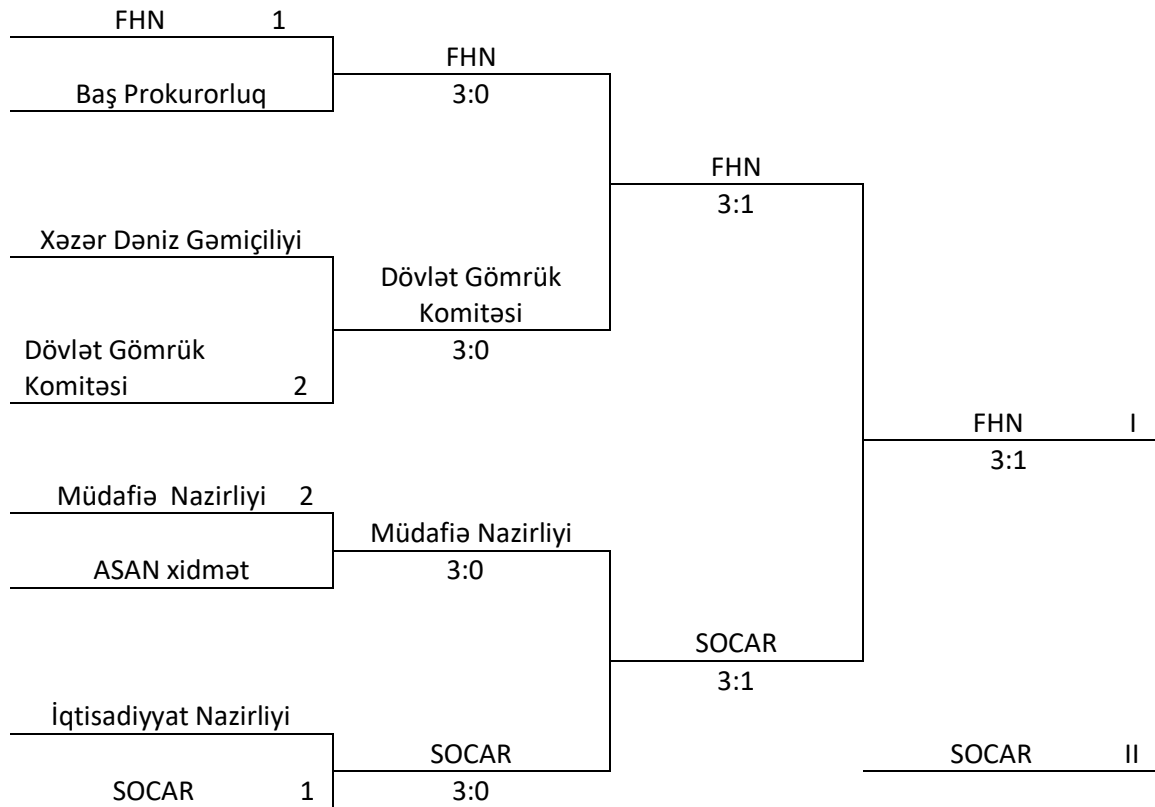 FHN 1
FHN
Baş Prokurorluq
3:0
FHN
3:1
Xəzər Dəniz Gəmiçiliyi
Dövlət Gömrük
Komitəsi
3:0
Dövlət Gömrük
Komitəsi 2
FHN I
3:1
Müdafiə Nazirliyi 2
Müdafiə Nazirliyi
ASAN xidmət
3:0
SOCAR
3:1
İqtisadiyyat Nazirliyi
SOCAR
SOCAR II
SOCAR 1
3:0